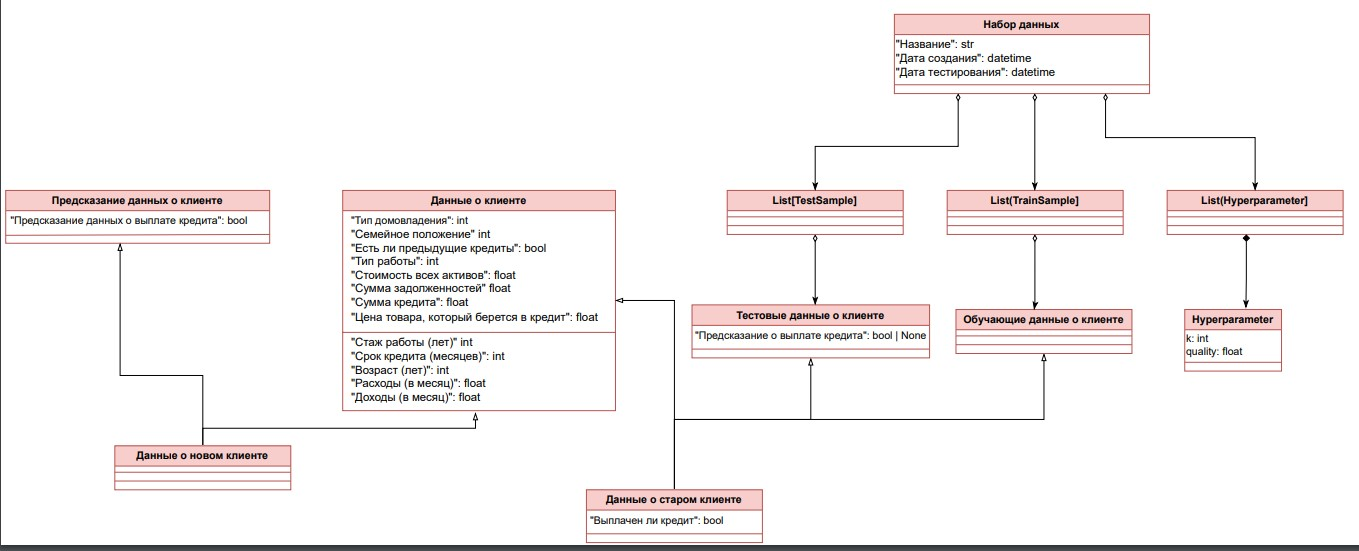 Набор данных
"Название": str
"Дата создания": datetime
"Дата тестирования": datetime
Предсказание данных о клиенте
"Предсказание данных о выплате кредита": bool
Данные о клиенте
"Тип домовладения": int
"Семейное положение" int
"Есть ли предыдущие кредиты": bool
"Тип работы": int
"Стоимость всех активов": float
"Сумма задолженностей" float
"Сумма кредита": float
"Цена товара, который берется в кредит": float
"Стаж работы (лет)" int
"Срок кредита (месяцев)": int
"Возраст (лет)": int
"Расходы (в месяц)": float
"Доходы (в месяц)": float
List[TestSample]
List(TrainSample]
List(Hyperparameter]
Тестовые данные о клиенте
"Предсказание о выплате кредита": bool | None
Обучающие данные о клиенте
Hyperparameter
k: int
quality: float
Данные о новом клиенте
Данные о старом клиенте
"Выплачен ли кредит": bool